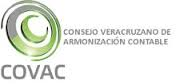 CONSEJO VERACRUZANO DE
ARMONIZACIÓN CONTABLE
COVAC